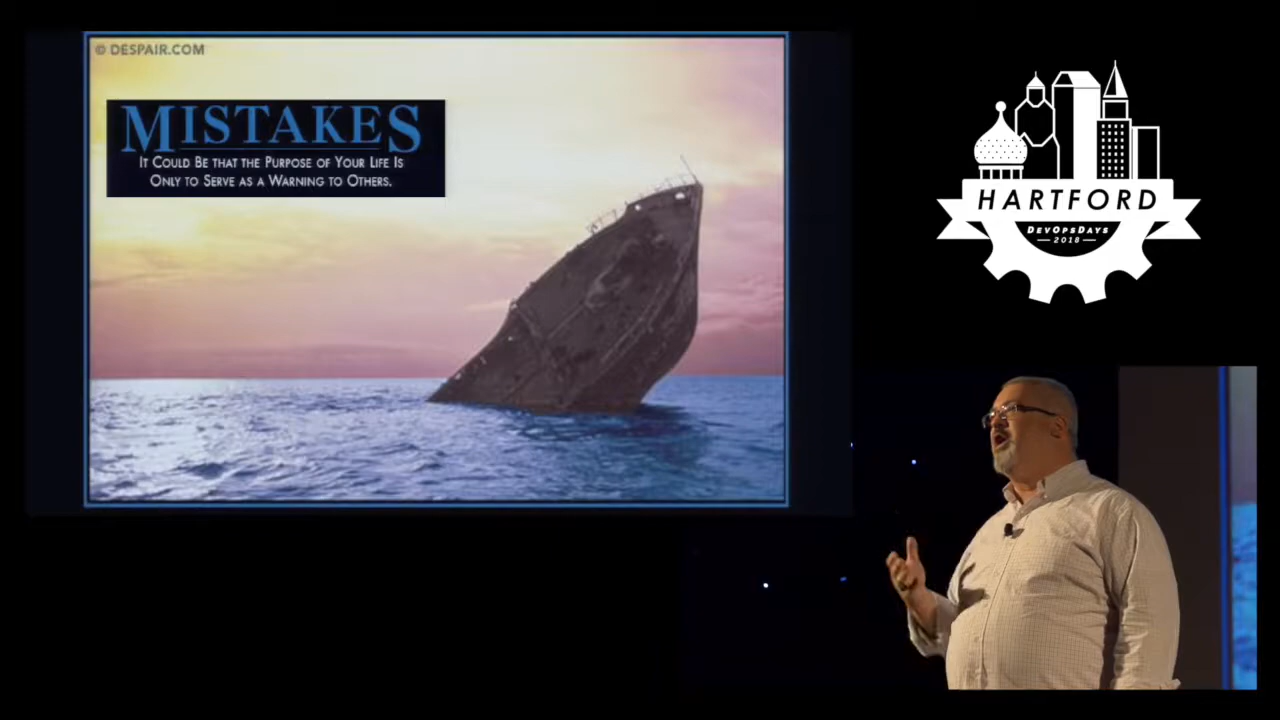 © DESPAIR.COM
MISTAKES
IT COULD BE THAT THE PURPOSE OF YOUR LIFE IS
ONLY TO SERVE AS A WARNING TO OTHERS.
HARTFORD
DEVOPSDAYS
2018